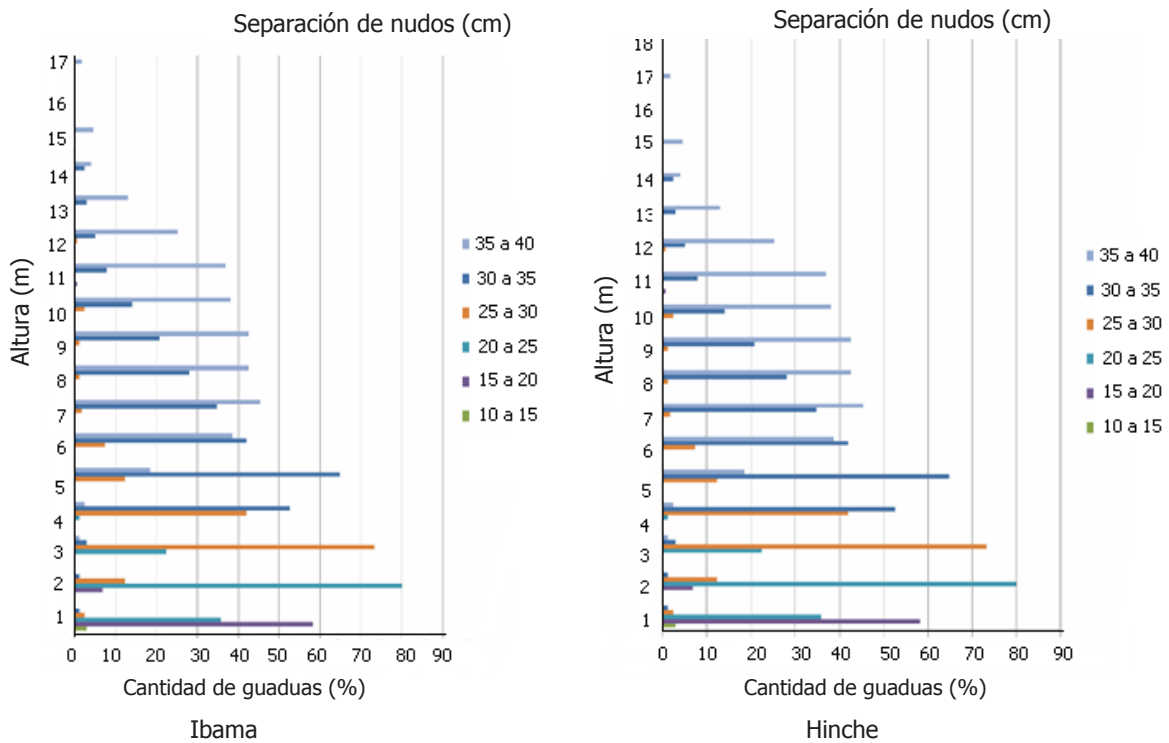 Separación de nudos (cm)
17
16
15
14
13
12
11
10
9
8
7
6
5
4
3
2
1
Altura (m)
0 10 20 30 40 50 60 70 80 90
Cantidad de guaduas (%)
35 a 40
30 a 35
25 a 30
20 a 25
15 a 20
10 a 15
Ibama
Separación de nudos (cm)
18
17
16
15
14
13
12
11
10
9
8
7
6
5
4
3
2
1
Altura (m)
0 10 20 30 40 50 60 70 80 90
Cantidad de guaduas (%)
35 a 40
30 a 35
25 a 30
20 a 25
15 a 20
10 a 15
Hinche